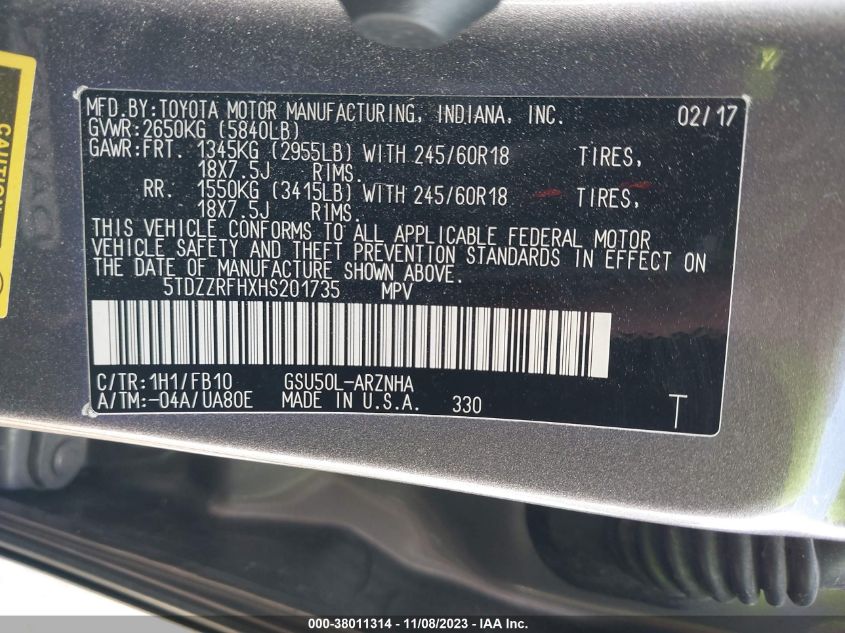 CAUTION
MFD.BY:TOYOTA MOTOR MANUFACTURING, INDIANA, INC. 02/17
GVWR:2650KG (5840LB)
GAWR:FRT. 1345KG (2955LB) WITH 245/60R18 TIRES,
18X7.5J RIMS.
RR. 1550KG (3415LB) WITH 245/60R18 TIRES,
18X7.5J RIMS.
THIS VEHICLE CONFORMS TO ALL APPLICABLE FEDERAL MOTOR
VEHICLE SAFETY AND THEFT PREVENTION STANDARDS IN EFFECT ON
THE DATE OF MANUFACTURE SHOWN ABOVE.
5TDZZRFHXHS201735 MPV
C/TR:1H1/FB10 GSU50L-ARZNHA
A/TM:-04A/UA80E MADE IN U.S.A. 330 T
000-38011314 - 11/08/2023 - IAAI.com